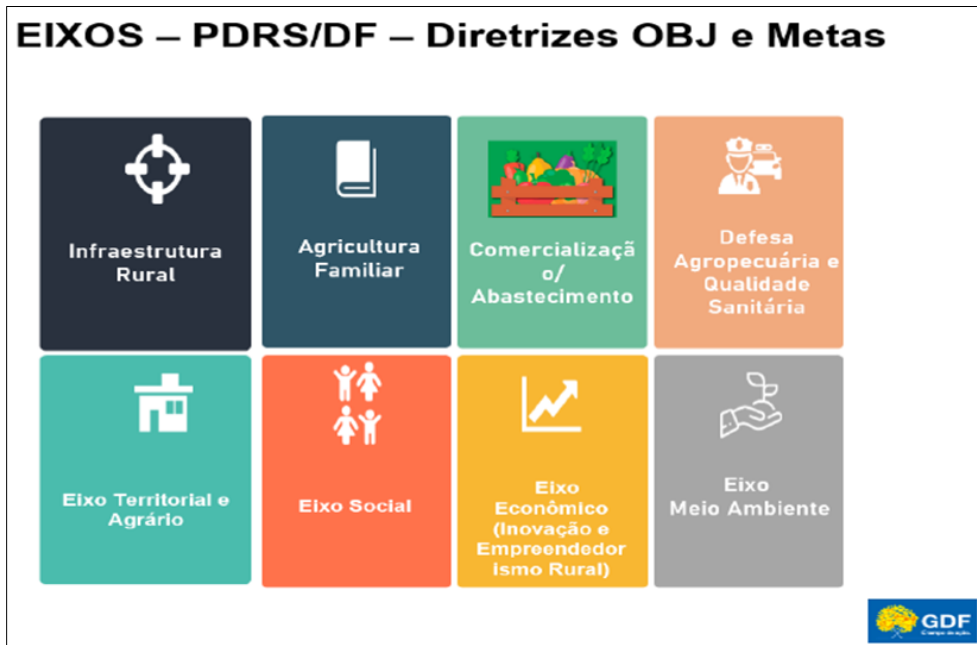 EIXOS – PDRS/DF – Diretrizes OBJ e Metas
Infraestrutura
Rural
Agricultura
Familiar
Comercializaçã
o/
Abastecimento
Defesa
Agropecuária e
Qualidade
Sanitária
Eixo Territorial e
Agrário
Eixo Social
Eixo
Econômico
(Inovação e
Empreendedor
ismo Rural)
Eixo
Meio Ambiente
GDF